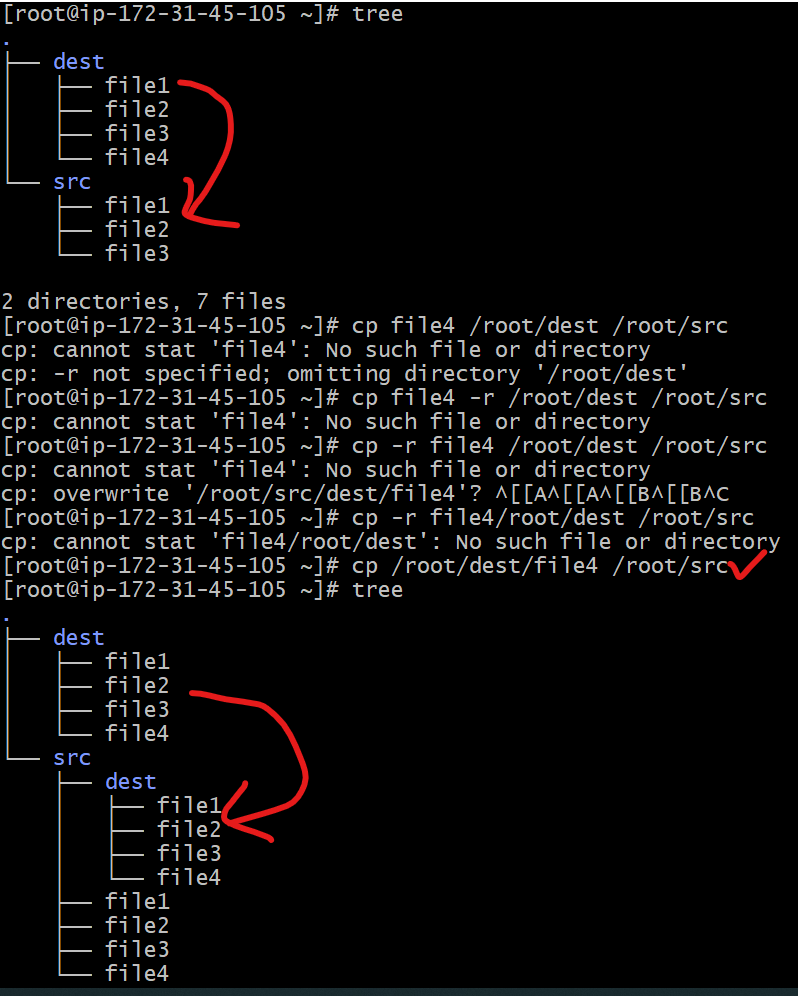 [root@ip-172-31-45-105 ~]# tree
.
├── dest
│   ├── file1
│   ├── file2
│   ├── file3
│   └── file4
└── src
    ├── file1
    ├── file2
    └── file3
2 directories, 7 files
[root@ip-172-31-45-105 ~]# cp file4 /root/dest /root/src
cp: cannot stat 'file4': No such file or directory
cp: -r not specified; omitting directory '/root/dest'
[root@ip-172-31-45-105 ~]# cp file4 -r /root/dest /root/src
cp: cannot stat 'file4': No such file or directory
[root@ip-172-31-45-105 ~]# cp -r file4 /root/dest /root/src
cp: cannot stat 'file4': No such file or directory
cp: overwrite '/root/src/dest/file4'? ^[[A^[[A^[[B^[[B^C
[root@ip-172-31-45-105 ~]# cp -r file4/root/dest /root/src
cp: cannot stat 'file4/root/dest': No such file or directory
[root@ip-172-31-45-105 ~]# cp /root/dest/file4 /root/src
[root@ip-172-31-45-105 ~]# tree
.
├── dest
│   ├── file1
│   ├── file2
│   ├── file3
│   └── file4
└── src
    ├── dest
    │   ├── file1
    │   ├── file2
    │   ├── file3
    │   └── file4
    ├── file1
    ├── file2
    ├── file3
    └── file4